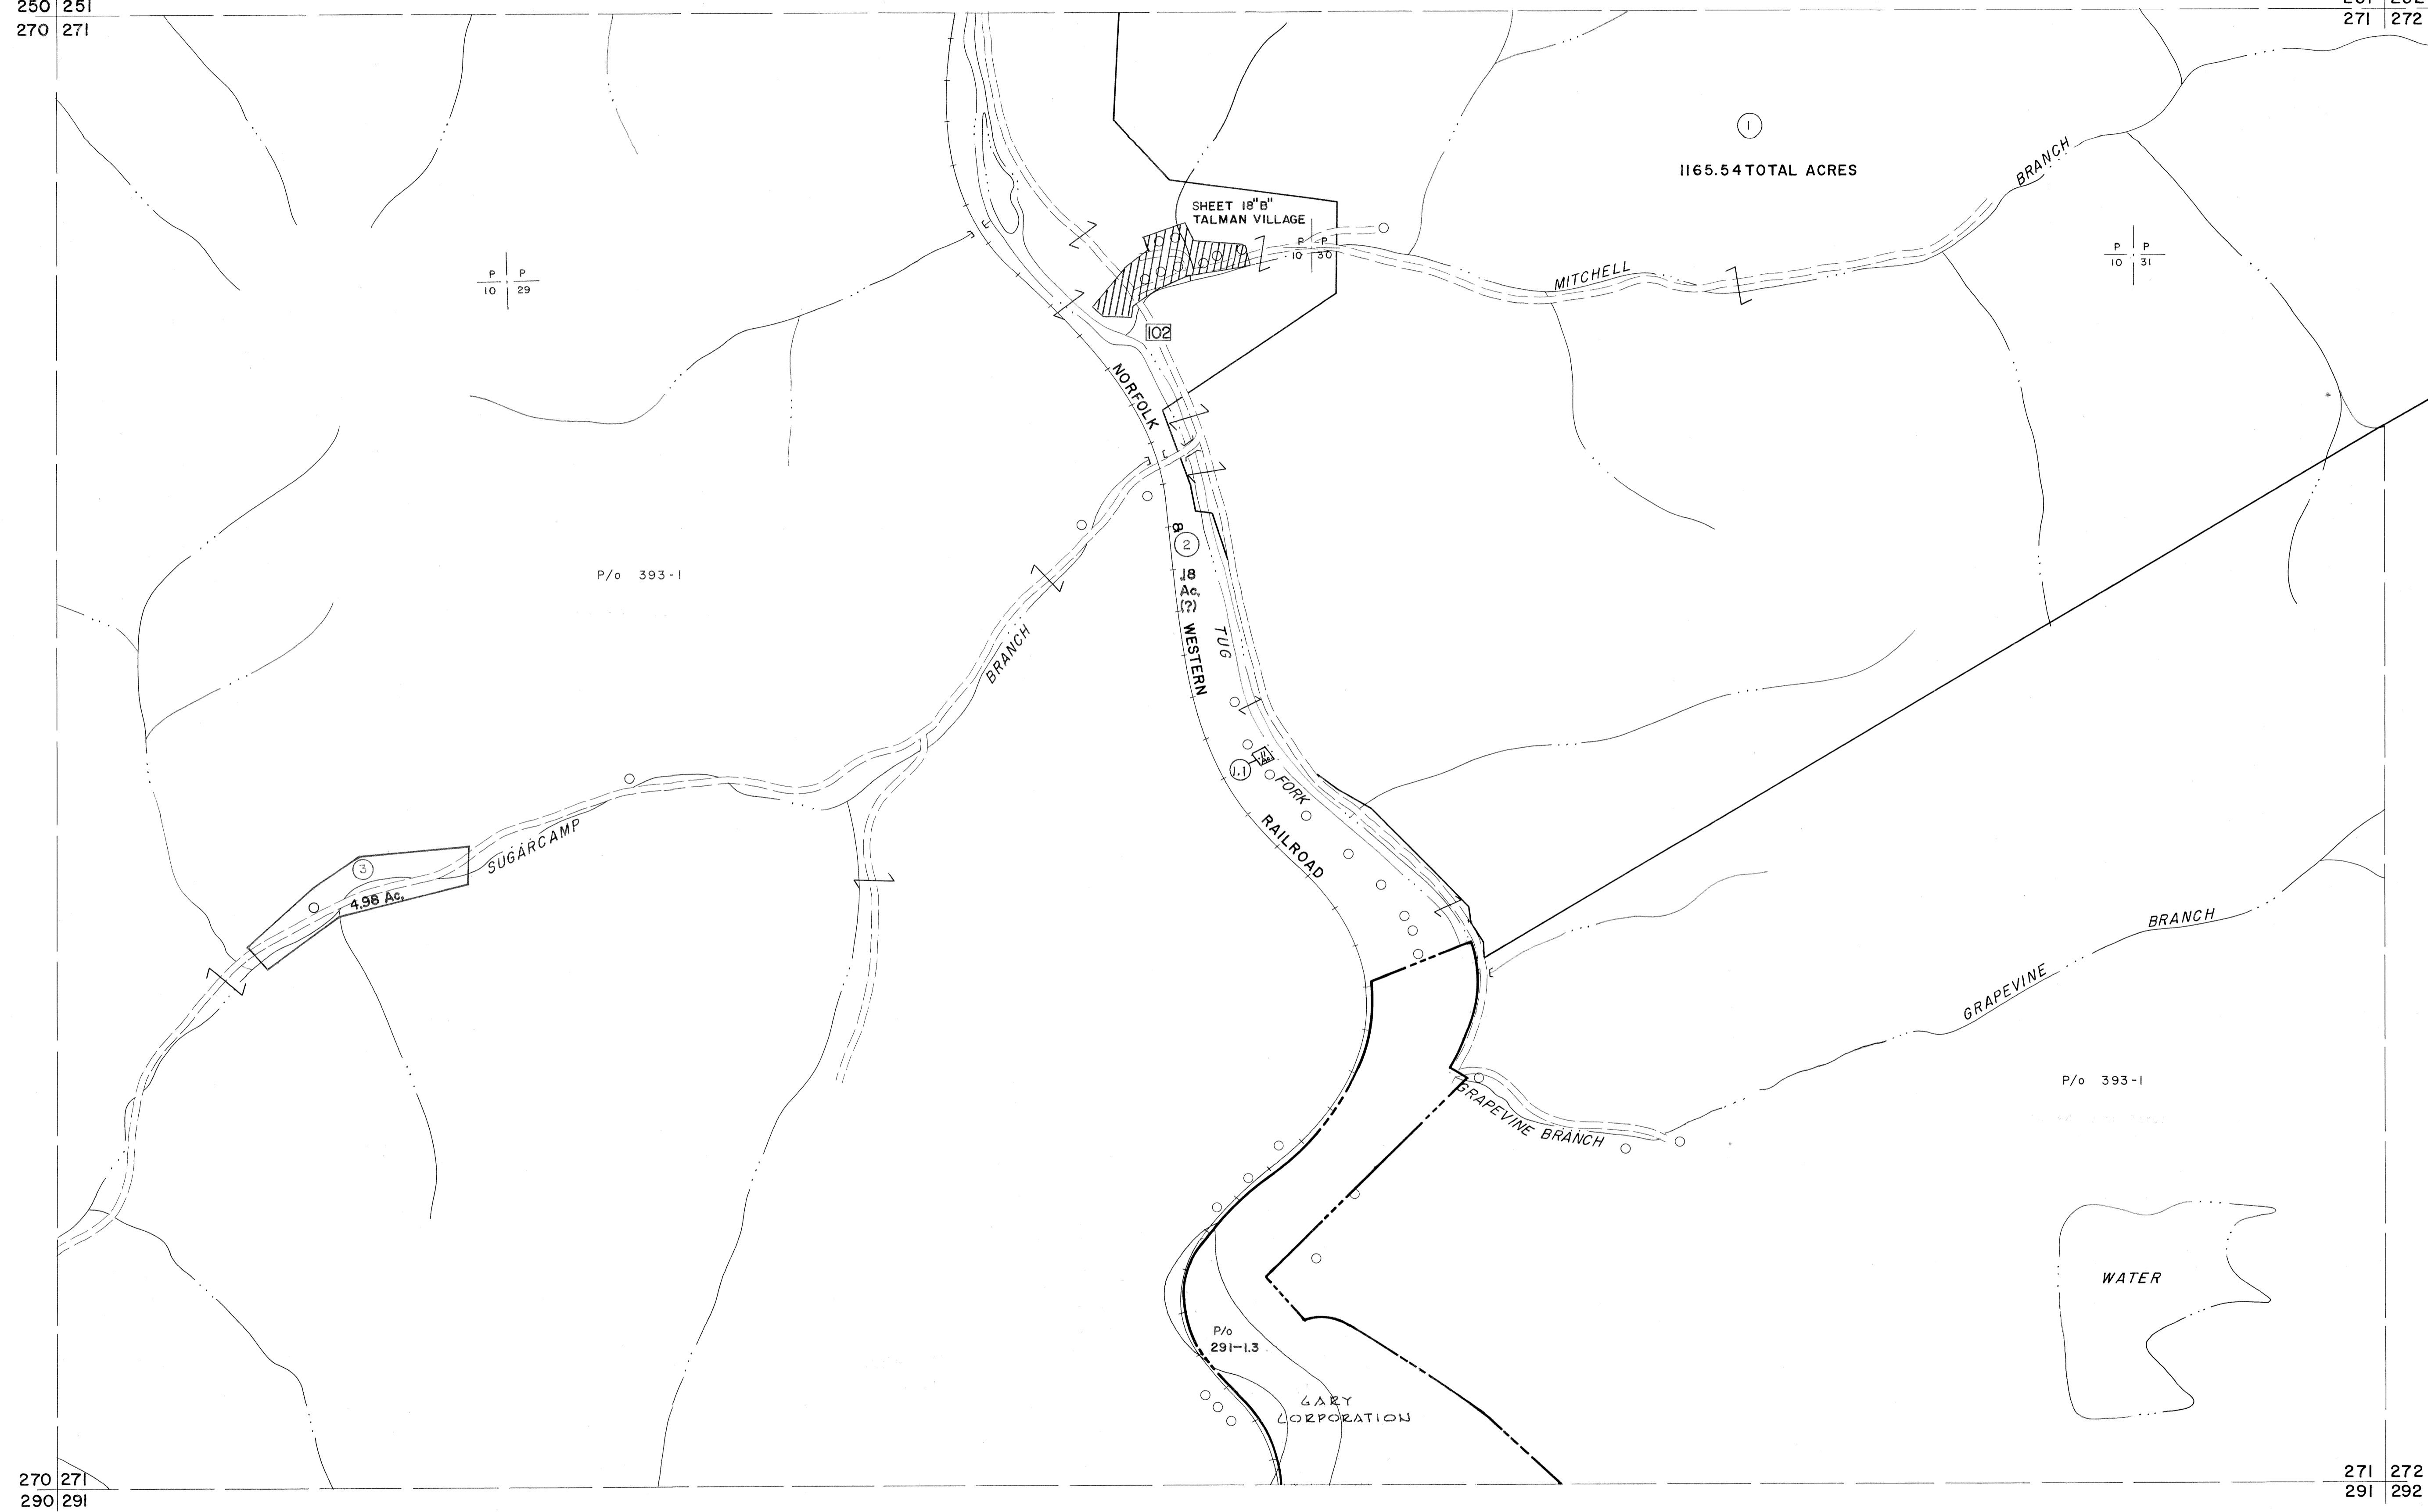 250 251
270 271
271 272
1
1165.54 TOTAL ACRES
BRANCH
SHEET 18"B"
TALMAN VILLAGE
P P
10 30
P P
10 31
P P
10 29
MITCHELL
102
NORFOLK
&
2
.18
Ac.
(?)
WESTERN
TUG
P/o 393-1
BRANCH
1.1
FORK
RAILROAD
SUGARCAMP
3
4.98 Ac.
BRANCH
GRAPEVINE
P/o 393-1
GRAPEVINE BRANCH
WATER
P/o
291-1.3
GARY
CORPORATION
270 271
290 291
271 272
291 292